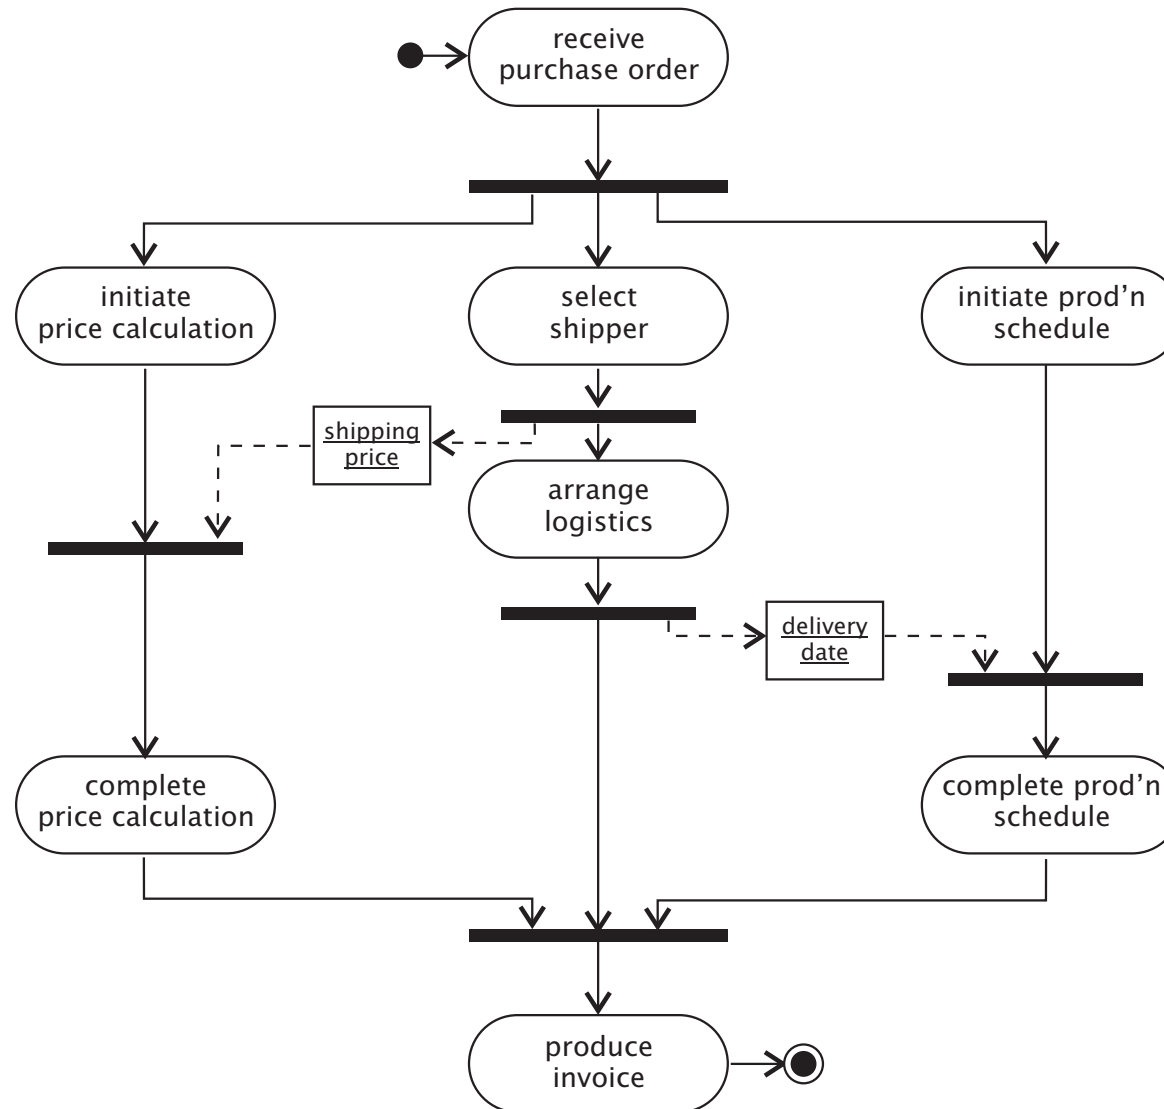 receive
purchase order
initiate
price calculation
select
shipper
initiate prod’n
schedule
shipping
price
arrange
logistics
delivery
date
complete
price calculation
complete prod’n
schedule
produce
invoice